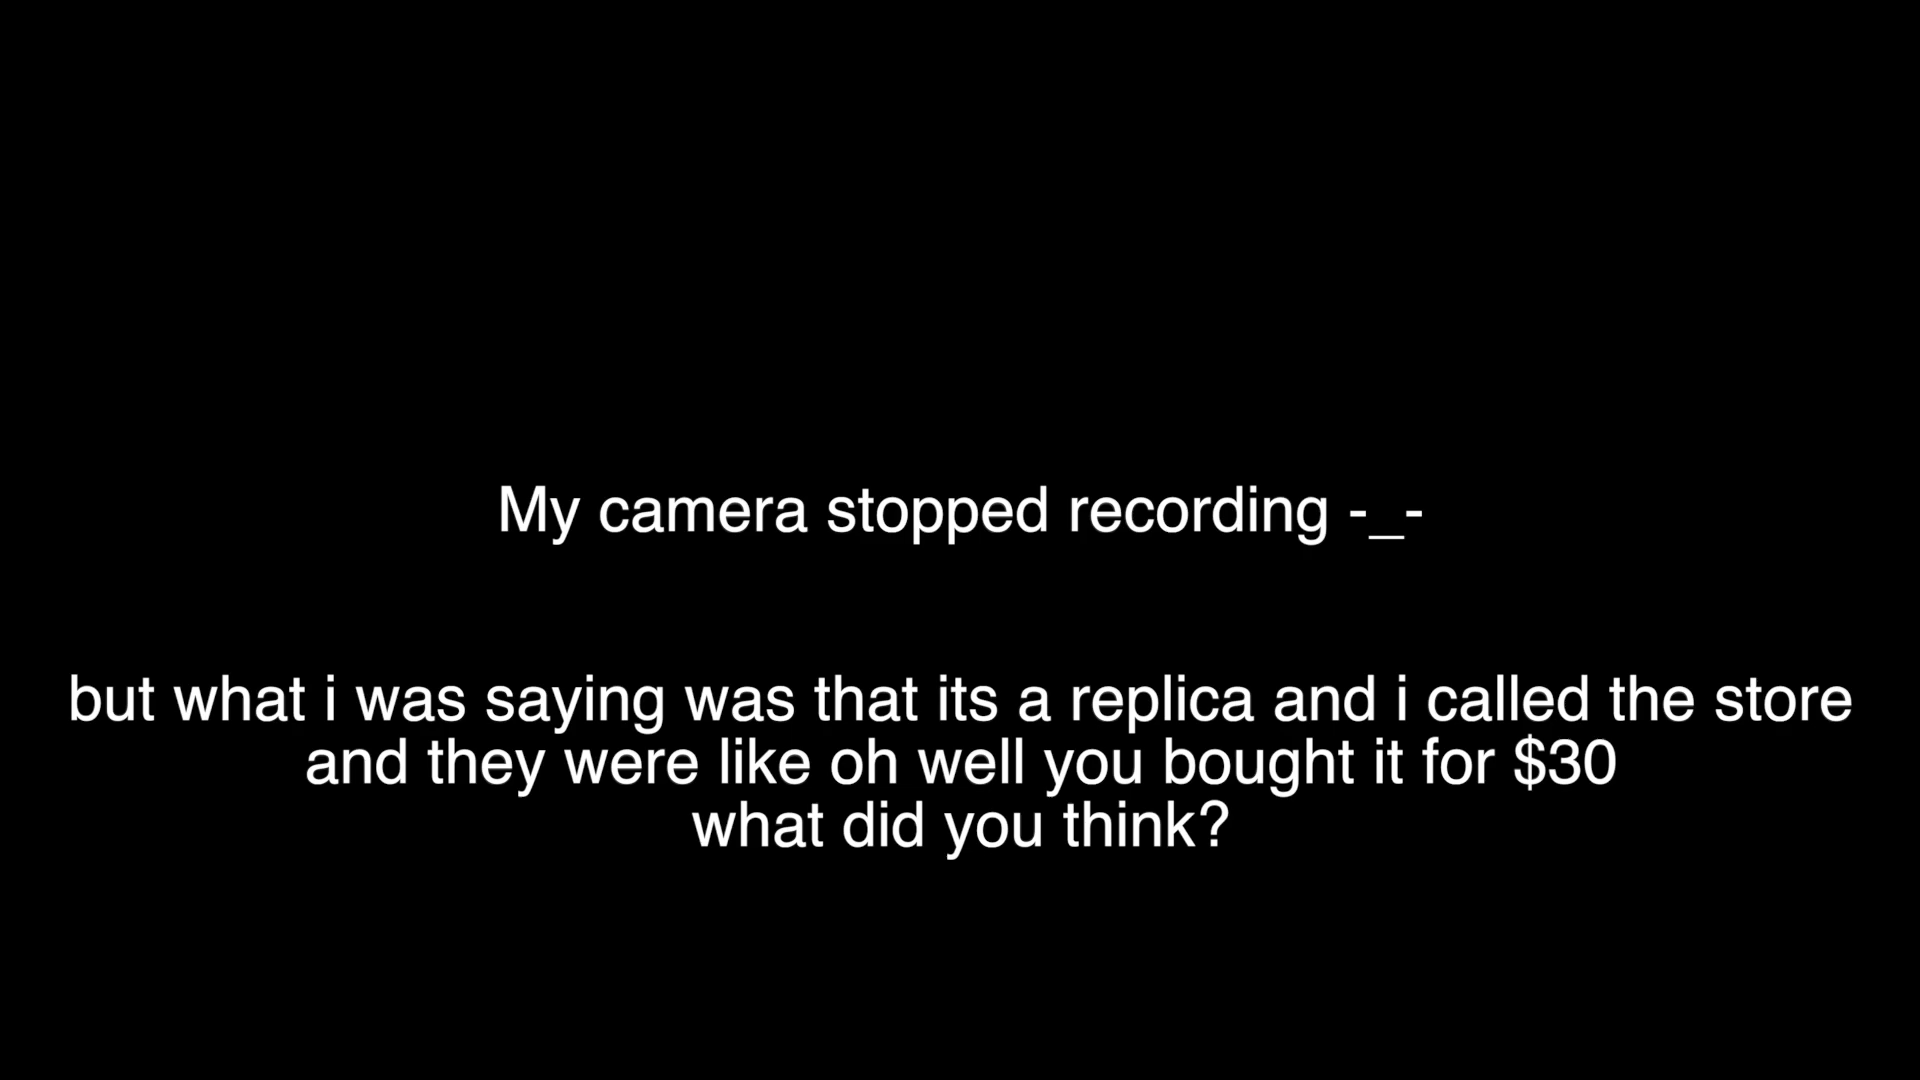 My camera stopped recording -_-
but what i was saying was that its a replica and i called the store
and they were like oh well you bought it for $30
what did you think?